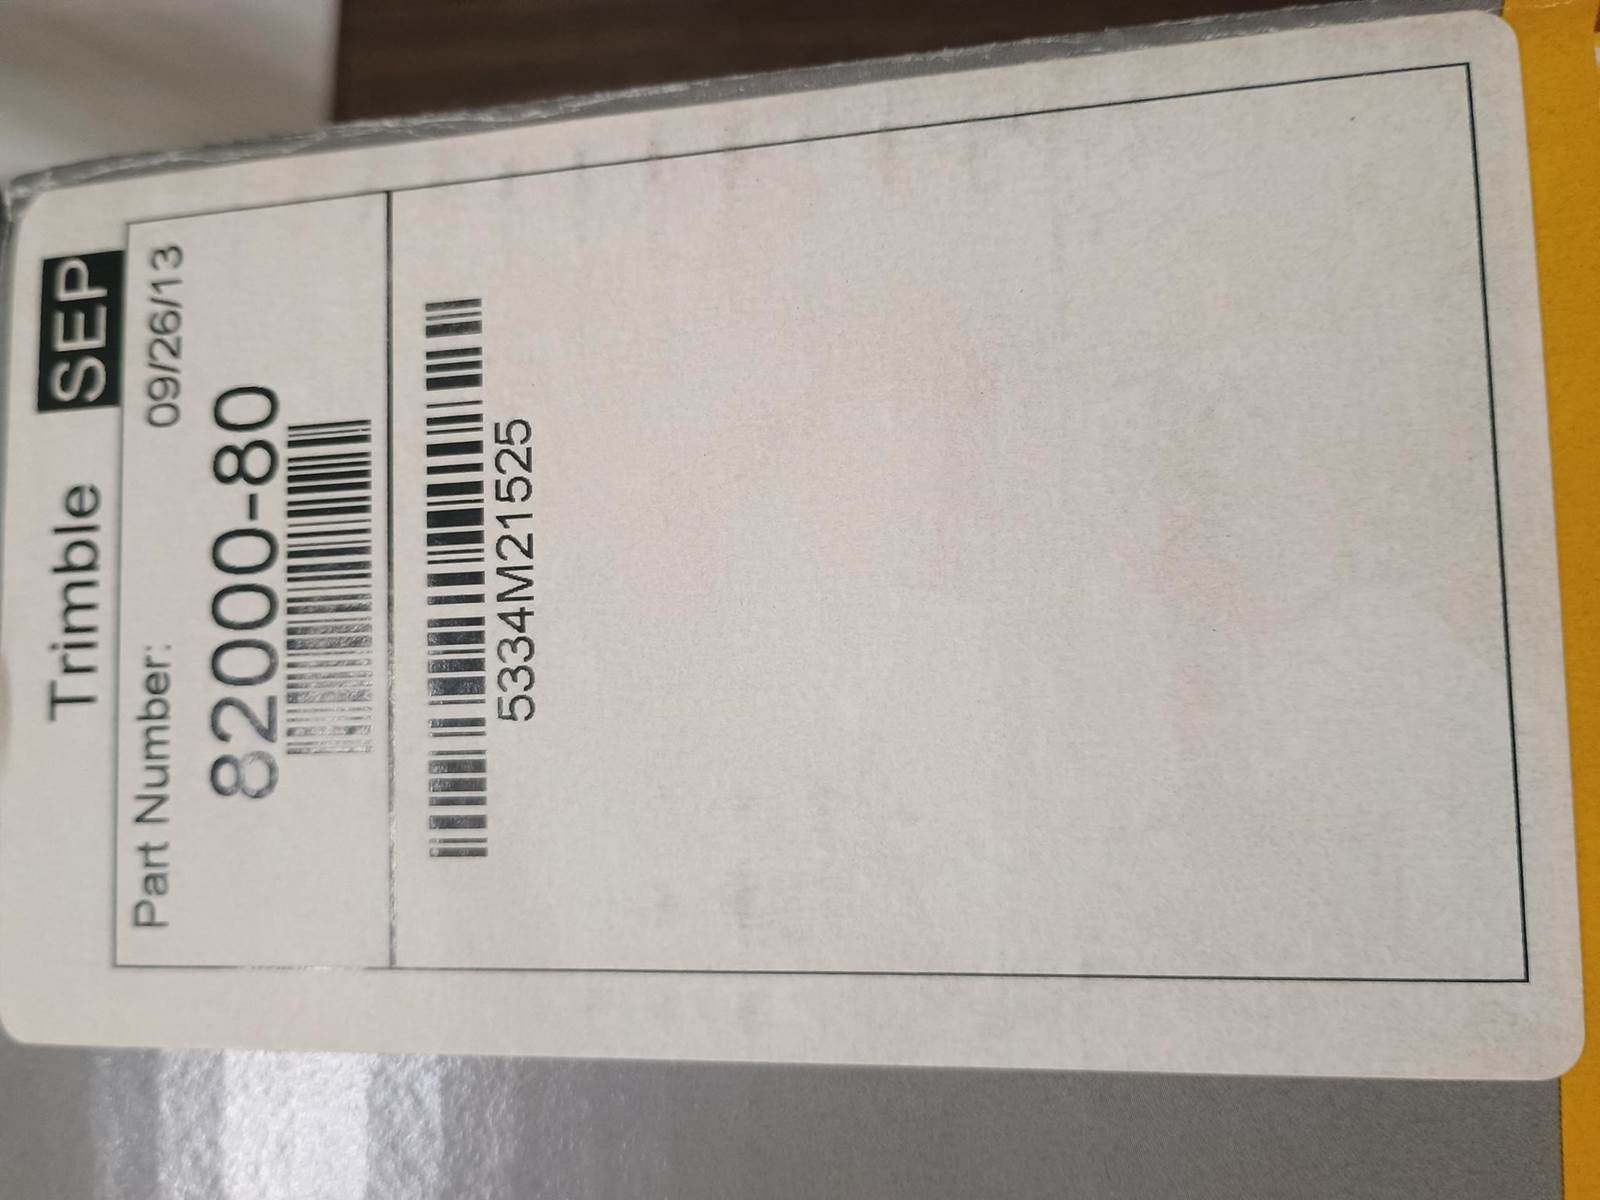 Trimble SEP
Part Number: 09/26/13
82000-80
5334M21525